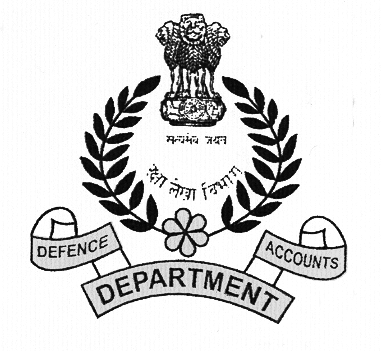 सत्यमेव जयते
रक्षा लेखा विभाग
DEFENCE
DEPARTMENT
ACCOUNTS